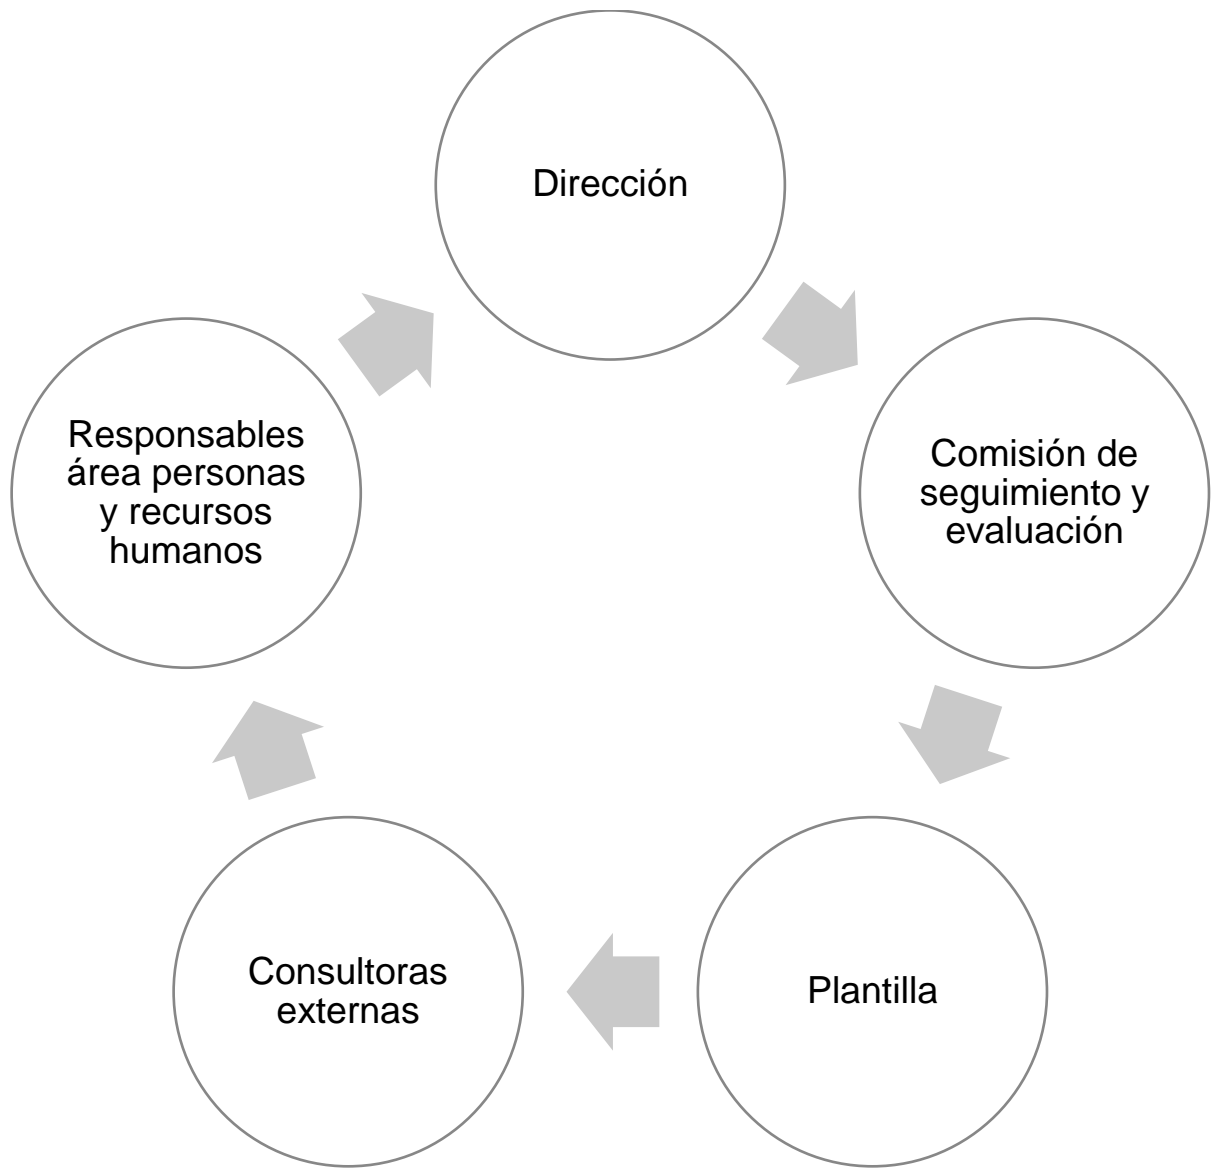 Dirección
Comisión de
seguimiento y
evaluación
Plantilla
Consultoras
externas
Responsables
área personas
y recursos
humanos